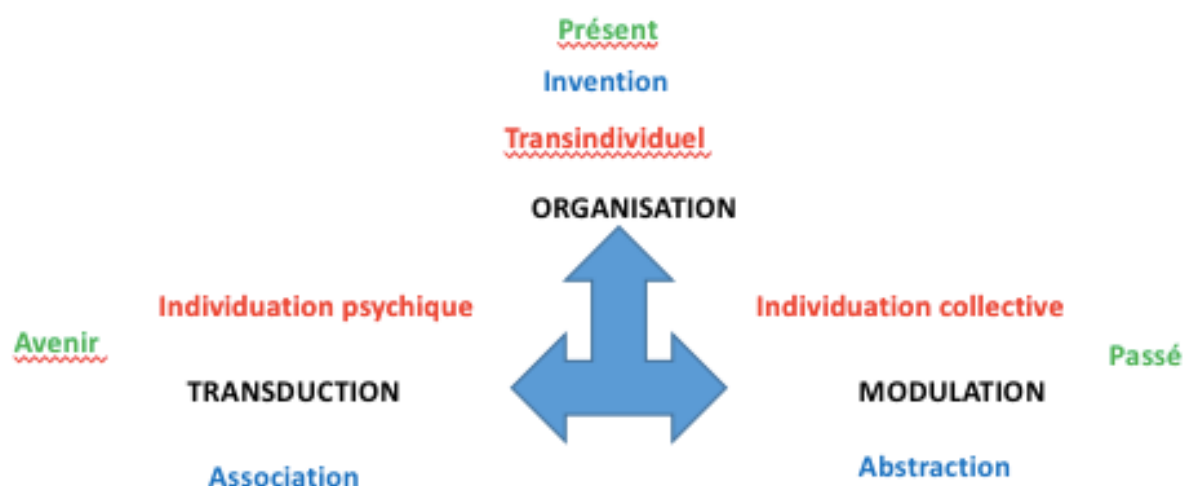 Présent
Invention
Transindividuel
ORGANISATION
Individuation psychique
Individuation collective
Avenir
Passé
TRANSDUCTION
MODULATION
Association
Abstraction